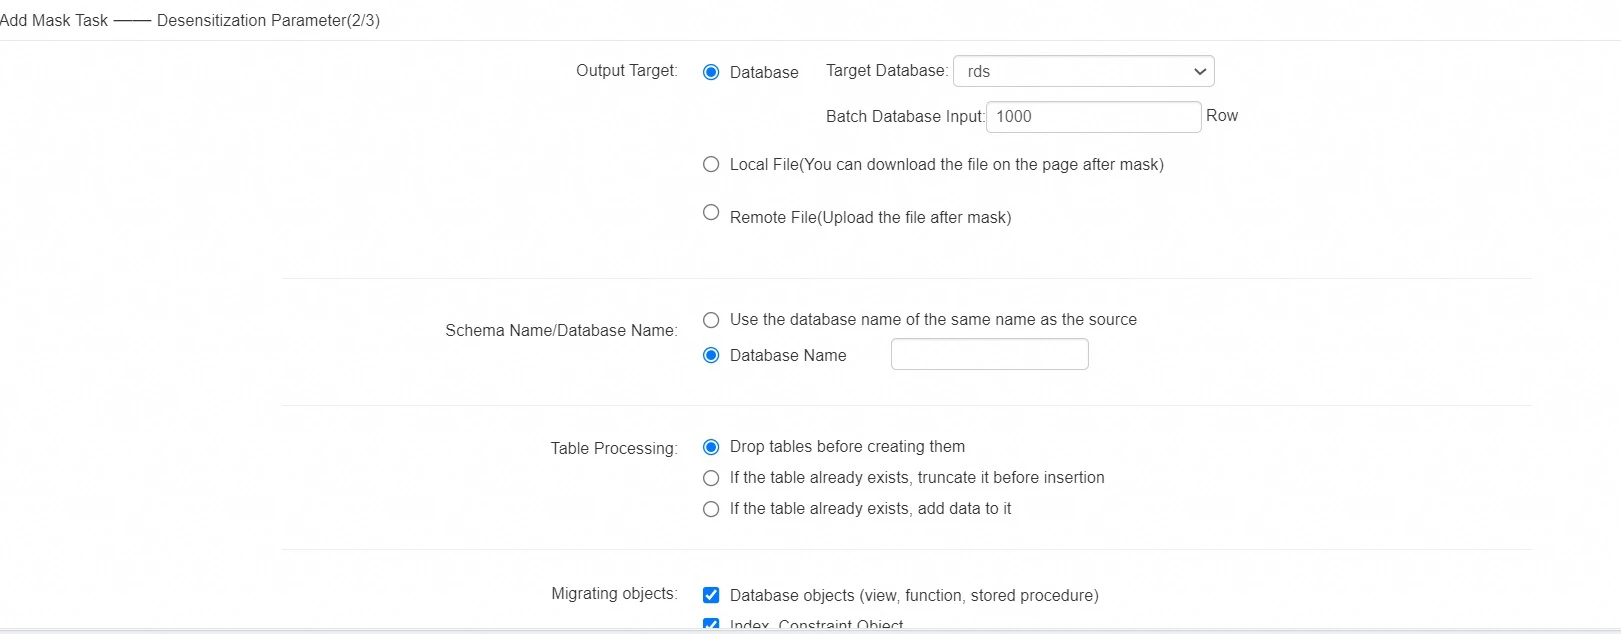 Add Mask Task —— Desensitization Parameter(2/3)
Output Target: Database Target Database: rds
Batch Database Input: 1000 Row
Local File(You can download the file on the page after mask)
Remote File(Upload the file after mask)
Schema Name/Database Name: Use the database name of the same name as the source
Database Name
Table Processing: Drop tables before creating them
If the table already exists, truncate it before insertion
If the table already exists, add data to it
Migrating objects: Database objects (view, function, stored procedure)
Index, Constraint Object